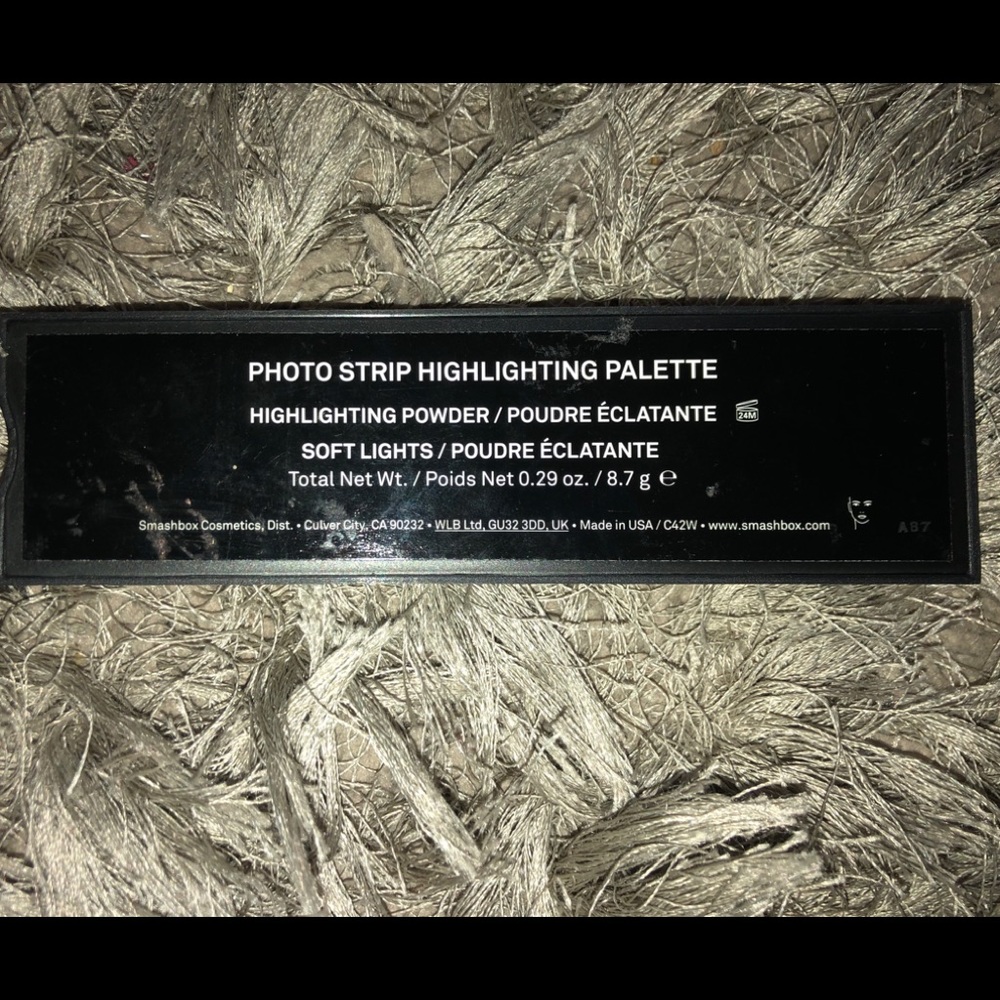 PHOTO STRIP HIGHLIGHTING PALETTE
HIGHLIGHTING POWDER / POUDRE ÉCLATANTE 24M
SOFT LIGHTS / POUDRE ÉCLATANTE
Total Net Wt. / Poids Net 0.29 oz. / 8.7 g ℮
Smashbox Cosmetics, Dist. • Culver City, CA 90232 • WLB Ltd, GU32 3DD, UK • Made in USA / C42W • www.smashbox.com